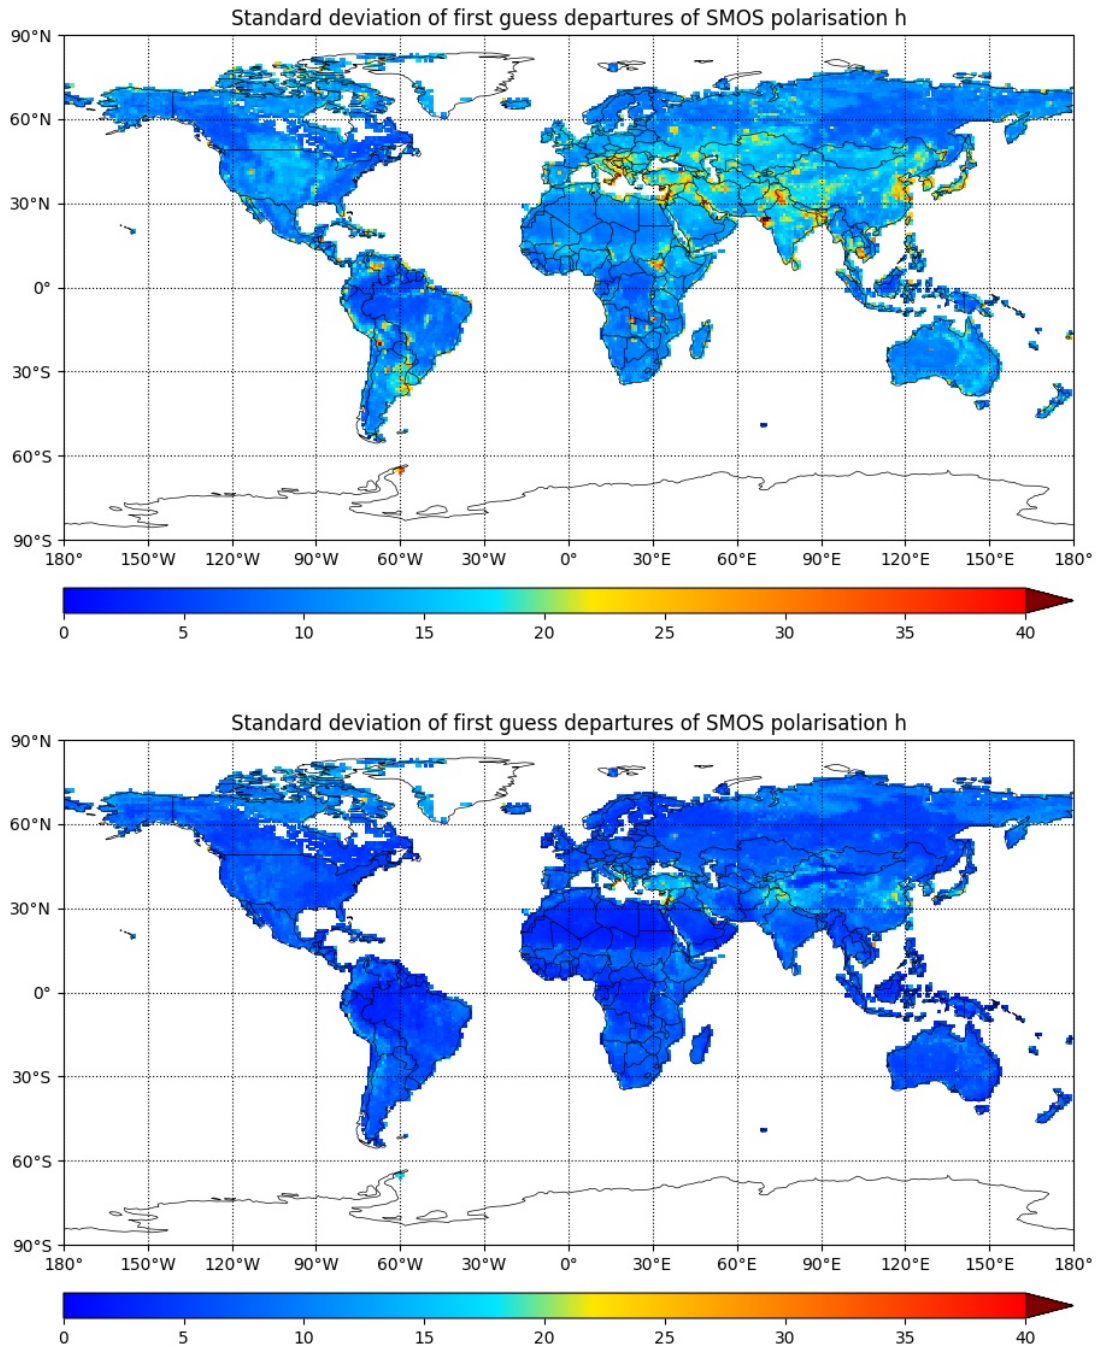 Standard deviation of first guess departures of SMOS polarisation h
90°N
60°N
30°N
0°
30°S
60°S
90°S
180° 150°W 120°W 90°W 60°W 30°W 0° 30°E 60°E 90°E 120°E 150°E 180°
0 5 10 15 20 25 30 35 40
Standard deviation of first guess departures of SMOS polarisation h
90°N
60°N
30°N
0°
30°S
60°S
90°S
180° 150°W 120°W 90°W 60°W 30°W 0° 30°E 60°E 90°E 120°E 150°E 180°
0 5 10 15 20 25 30 35 40